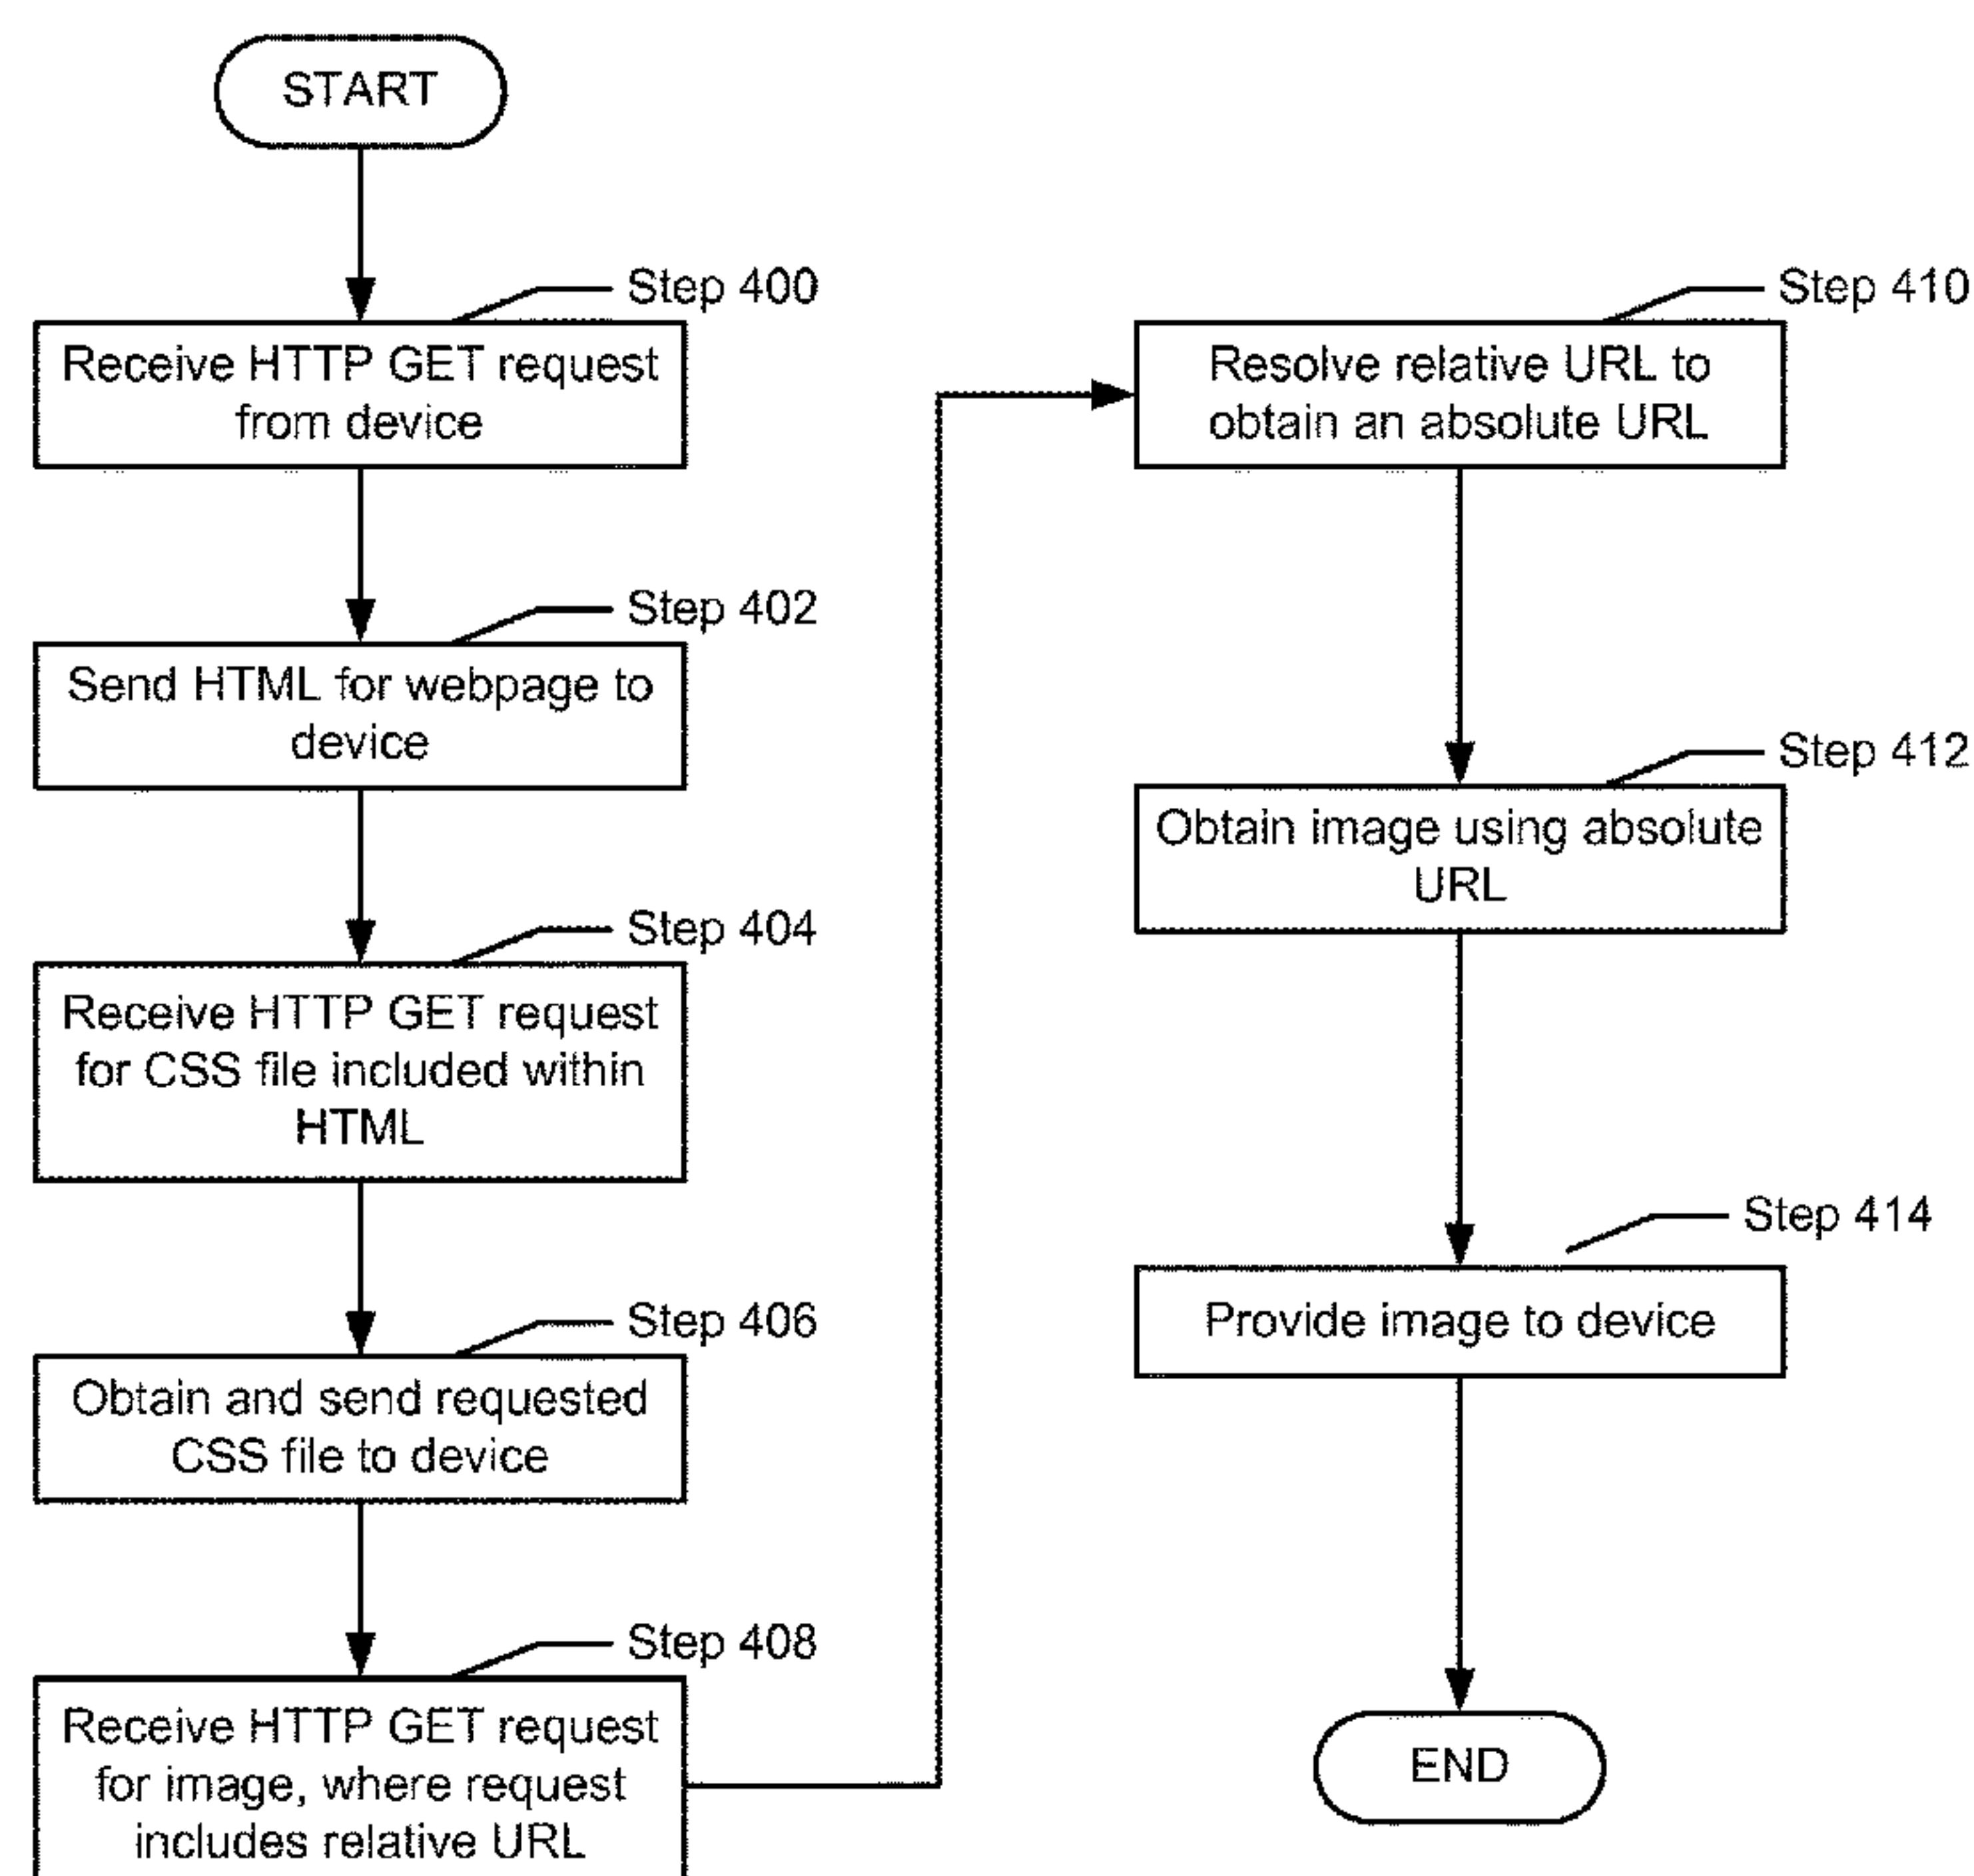 START
Step 400
Receive HTTP GET request
from device
Step 402
Send HTML for webpage to
device
Step 404
Receive HTTP GET request
for CSS file included within
HTML
Step 406
Obtain and send requested
CSS file to device
Step 408
Receive HTTP GET request
for image, where request
includes relative URL
Step 410
Resolve relative URL to
obtain an absolute URL
Step 412
Obtain image using absolute
URL
Step 414
Provide image to device
END